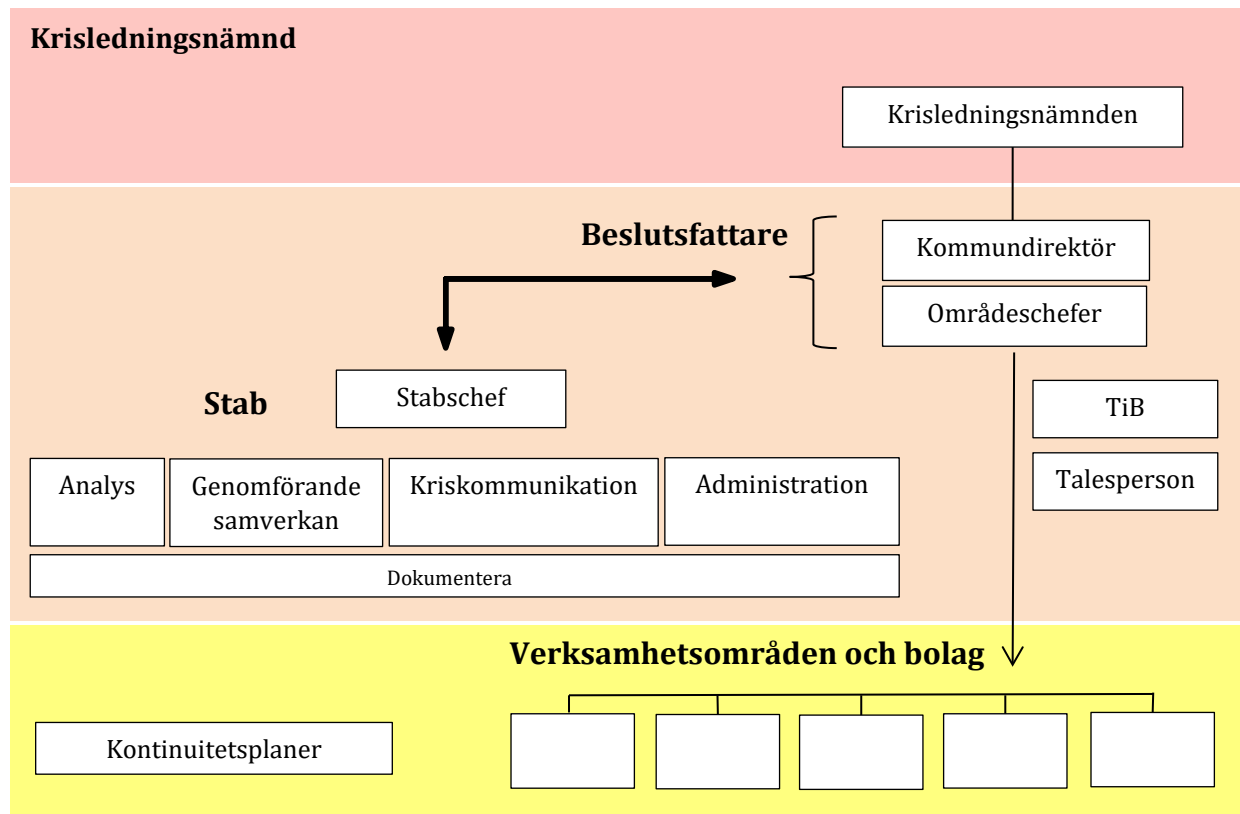 Krisledningsnämnd
Krisledningsnämnden
Beslutsfattare
Kommundirektör
Områdeschefer
Stab
Stabschef
TiB
Talesperson
Analys
Genomförande
samverkan
Kriskommunikation
Administration
Dokumentera
Verksamhetsområden och bolag
Kontinuitetsplaner